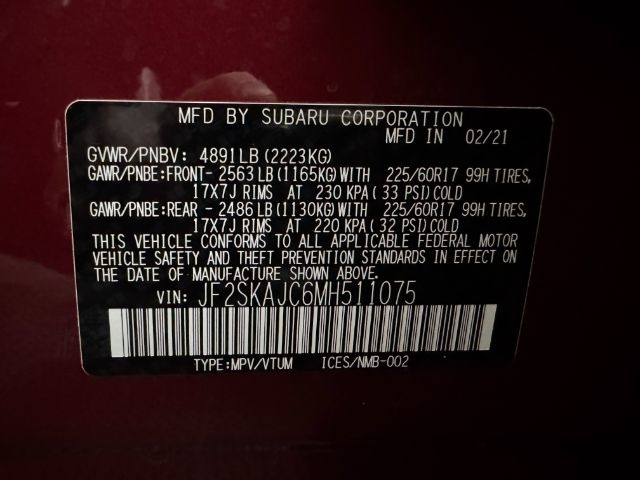 MFD BY SUBARU CORPORATION
MFD IN 02/21
GVWR/PNBV: 4891LB (2223KG)
GAWR/PNBE:FRONT- 2563 LB (1165KG) WITH 225/60R17 99H TIRES,
17X7J RIMS AT 230 KPA ( 33 PSI) COLD
GAWR/PNBE:REAR - 2486 LB (1130KG) WITH 225/60R17 99H TIRES,
17X7J RIMS AT 220 KPA ( 32 PSI) COLD
THIS VEHICLE CONFORMS TO ALL APPLICABLE FEDERAL MOTOR
VEHICLE SAFETY AND THEFT PREVENTION STANDARDS IN EFFECT ON
THE DATE OF MANUFACTURE SHOWN ABOVE.
VIN: JF2SKAJC6MH511075
TYPE:MPV/VTUM ICES/NMB-002